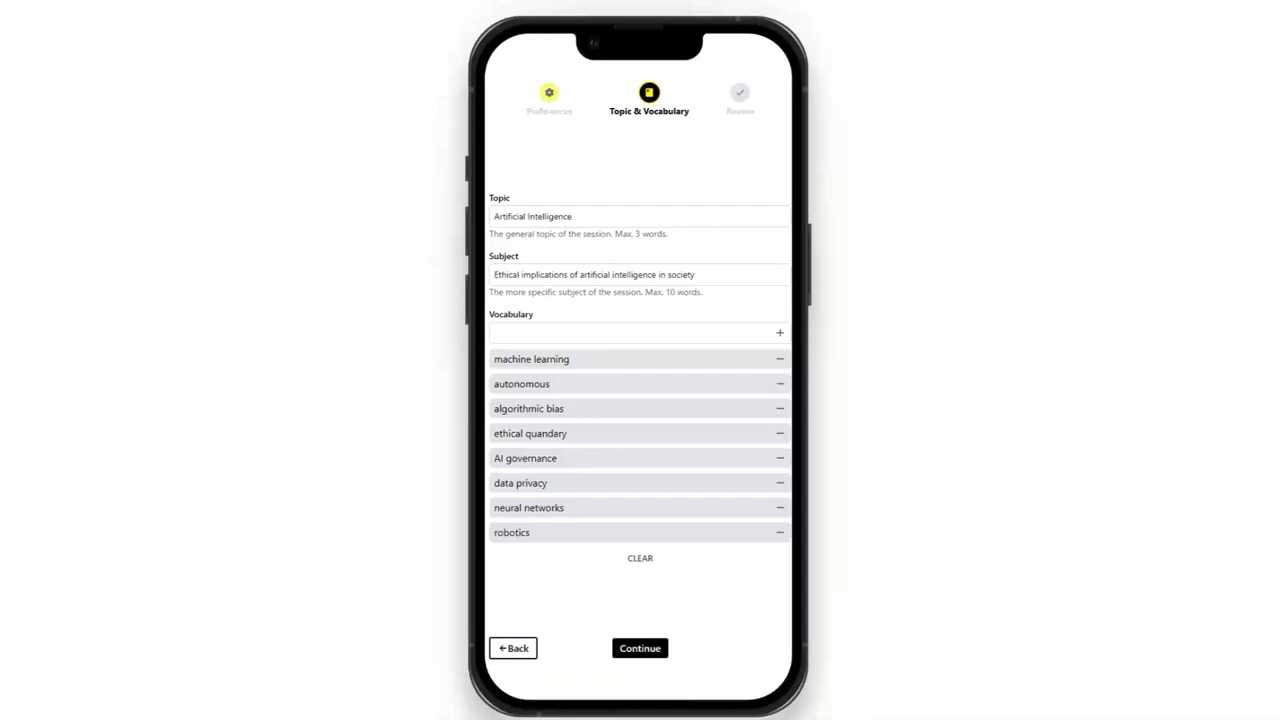 Preferences
Topic & Vocabulary
Review
Topic
Artificial Intelligence
The general topic of the session. Max. 3 words.
Subject
Ethical implications of artificial intelligence in society
The more specific subject of the session. Max. 10 words.
Vocabulary
machine learning
autonomous
algorithmic bias
ethical quandary
AI governance
data privacy
neural networks
robotics
CLEAR
Back
Continue